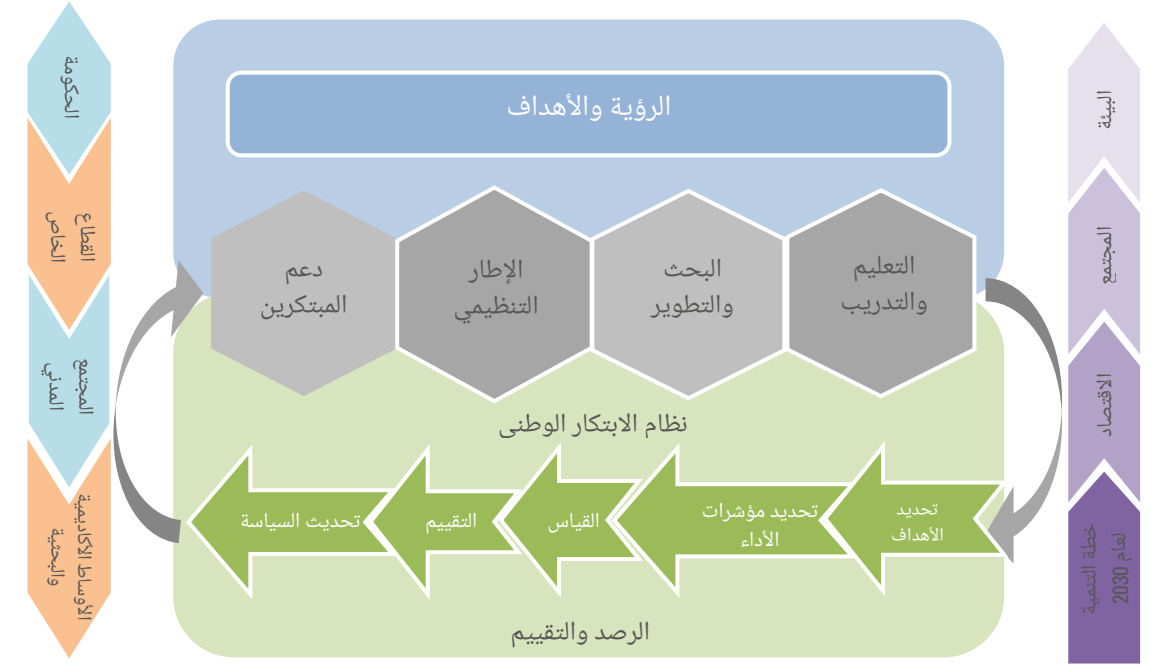 الرؤية والأهداف
التعليم
والتدريب
البحث
والتطوير
الإطار
التنظيمي
دعم
المبتكرين
نظام الابتكار الوطنى
تحديد
الأهداف
تحديد مؤشرات
الأداء
القياس
التقييم
تحديث السياسة
الرصد والتقييم
البيئة
المجتمع
الاقتصاد
خطة التنمية
لعام 2030
الحكومة
القطاع
الخاص
المجتمع
المدني
الأوساط الأكاديمية
والبحثية